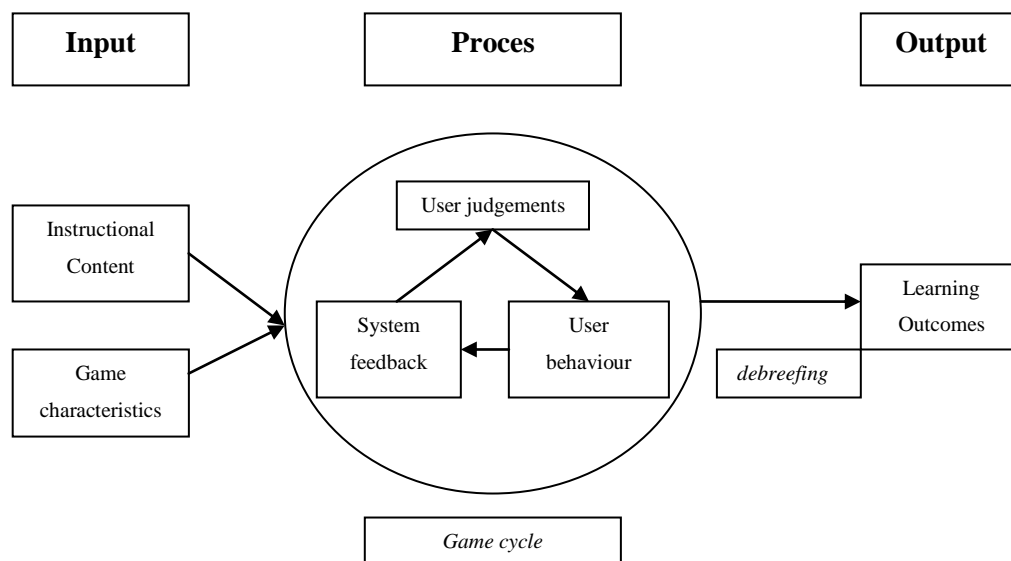 Input
Proces
Output
User judgements
Instructional
Content
System
feedback
User
behaviour
Learning
Outcomes
Game
characteristics
debreefing
Game cycle